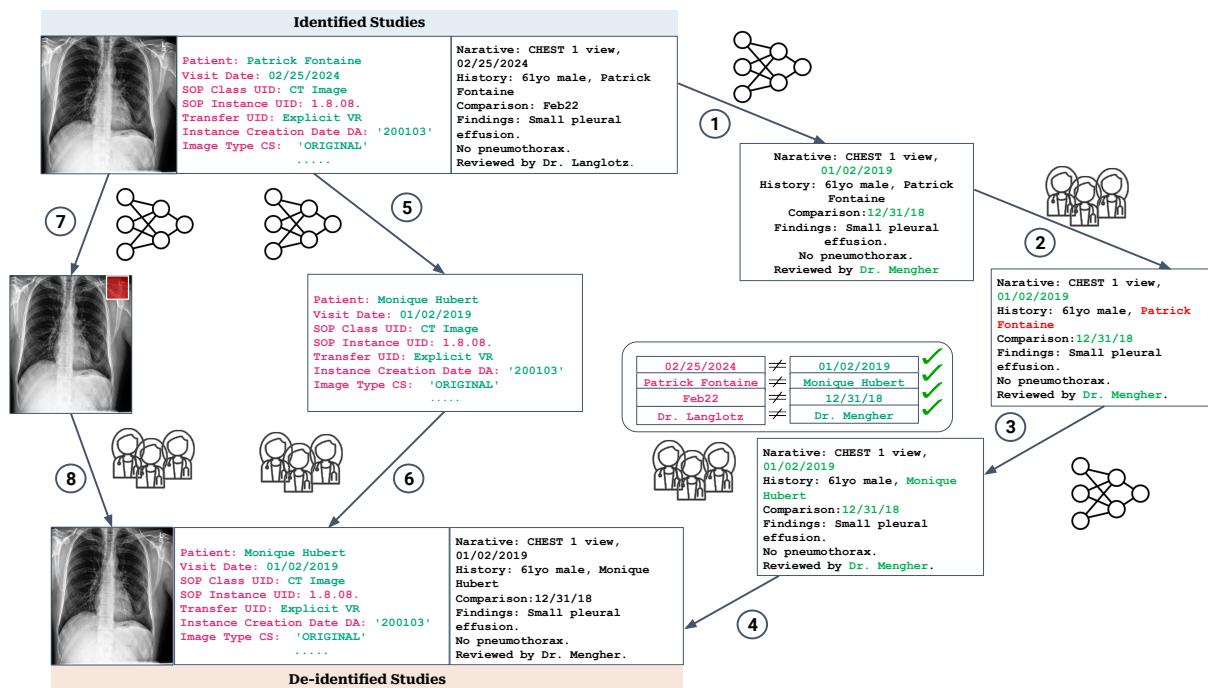 Identified Studies
Patient: Patrick Fontaine
Visit Date: 02/25/2024
SOP Class UID: CT Image
SOP Instance UID: 1.8.08.
Transfer UID: Explicit VR
Instance Creation Date DA: '200103'
Image Type CS: 'ORIGINAL'
.....
Narative: CHEST 1 view,
02/25/2024
History: 61yo male, Patrick
Fontaine
Comparison: Feb22
Findings: Small pleural
effusion.
No pneumothorax.
Reviewed by Dr. Langlotz.
1
Narative: CHEST 1 view,
01/02/2019
History: 61yo male, Patrick
Fontaine
Comparison:12/31/18
Findings: Small pleural
effusion.
No pneumothorax.
Reviewed by Dr. Mengher
2
7
5
Patient: Monique Hubert
Visit Date: 01/02/2019
SOP Class UID: CT Image
SOP Instance UID: 1.8.08.
Transfer UID: Explicit VR
Instance Creation Date DA: '200103'
Image Type CS: 'ORIGINAL'
.....
Narative: CHEST 1 view,
01/02/2019
History: 61yo male, Patrick
Fontaine
Comparison:12/31/18
Findings: Small pleural
effusion.
No pneumothorax.
Reviewed by Dr. Mengher.
02/25/2024 ≠ 01/02/2019 ✓
Patrick Fontaine ≠ Monique Hubert ✓
Feb22 ≠ 12/31/18 ✓
Dr. Langlotz ≠ Dr. Mengher ✓
3
Narative: CHEST 1 view,
01/02/2019
History: 61yo male, Monique
Hubert
Comparison:12/31/18
Findings: Small pleural
effusion.
No pneumothorax.
Reviewed by Dr. Mengher.
8
6
4
Patient: Monique Hubert
Visit Date: 01/02/2019
SOP Class UID: CT Image
SOP Instance UID: 1.8.08.
Transfer UID: Explicit VR
Instance Creation Date DA: '200103'
Image Type CS: 'ORIGINAL'
.....
Narative: CHEST 1 view,
01/02/2019
History: 61yo male, Monique
Hubert
Comparison:12/31/18
Findings: Small pleural
effusion.
No pneumothorax.
Reviewed by Dr. Mengher.
De-identified Studies